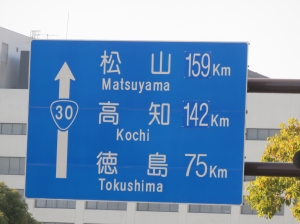 松山 159Km
Matsuyama
30
高知 142Km
Kochi
徳島 75Km
Tokushima